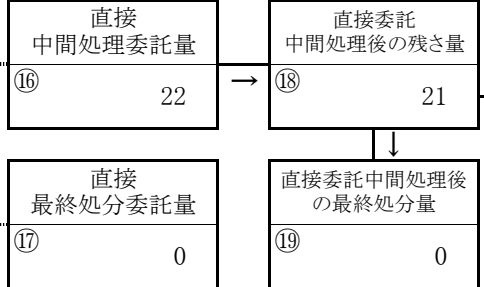 直接
中間処理委託量
⑯
22
→
直接委託
中間処理後の残さ量
⑱
21
↓
直接
最終処分委託量
⑰
0
直接委託中間処理後
の最終処分量
⑲
0